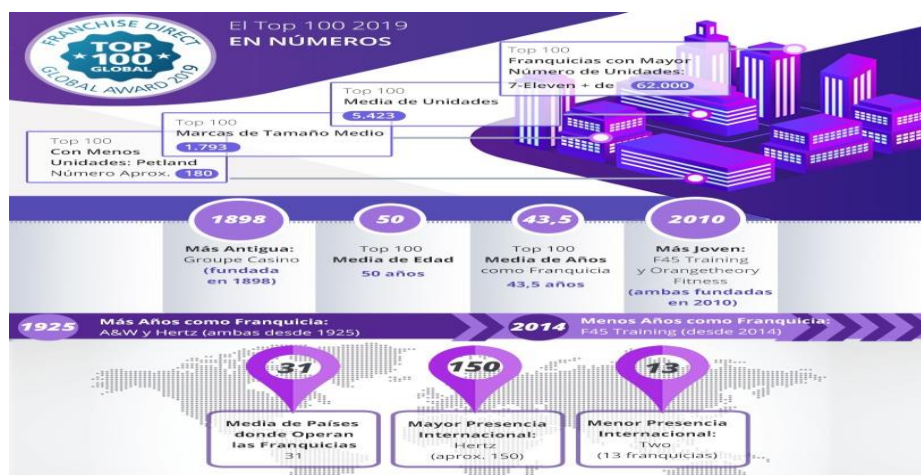 FRANCHISE DIRECT
TOP
100
GLOBAL
GLOBAL AWARD 2019
El Top 100 2019
EN NÚMEROS
Top 100
Franquicias con Mayor
Número de Unidades:
7-Eleven + de 62.000
Top 100
Media de Unidades
5.423
Top 100
Marcas de Tamaño Medio
1.793
Top 100
Con Menos
Unidades: Petland
Número Aprox. 180
1898
Más Antigua:
Groupe Casino
(fundada
en 1898)
50
Top 100
Media de Edad
50 años
43,5
Top 100
Media de Años
como Franquicia
43,5 años
2010
Más Joven:
F45 Training
y Orangetheory
Fitness
(ambas fundadas
en 2010)
1925
Más Años como Franquicia:
A&W y Hertz (ambas desde 1925)
2014
Menos Años como Franquicia:
F45 Training (desde 2014)
31
Media de Países
donde Operan
las Franquicias
31
150
Mayor Presencia
Internacional:
Hertz
(aprox. 150)
13
Menor Presencia
Internacional:
Two
(13 franquicias)